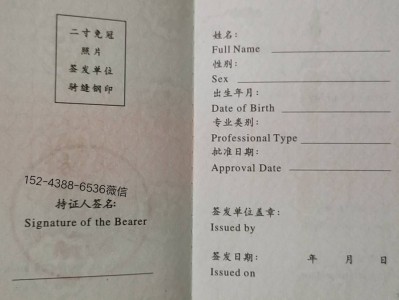 二寸免冠
照片
签发单位
骑缝钢印
152-4388-6536微信
持证人签名:
Signature of the Bearer
姓名:
Full Name
性别:
Sex
出生年月:
Date of Birth
专业类别:
Professional Type
批准日期:
Approval Date
签发单位盖章:
Issued by
签发日期: 年 月 日
Issued on